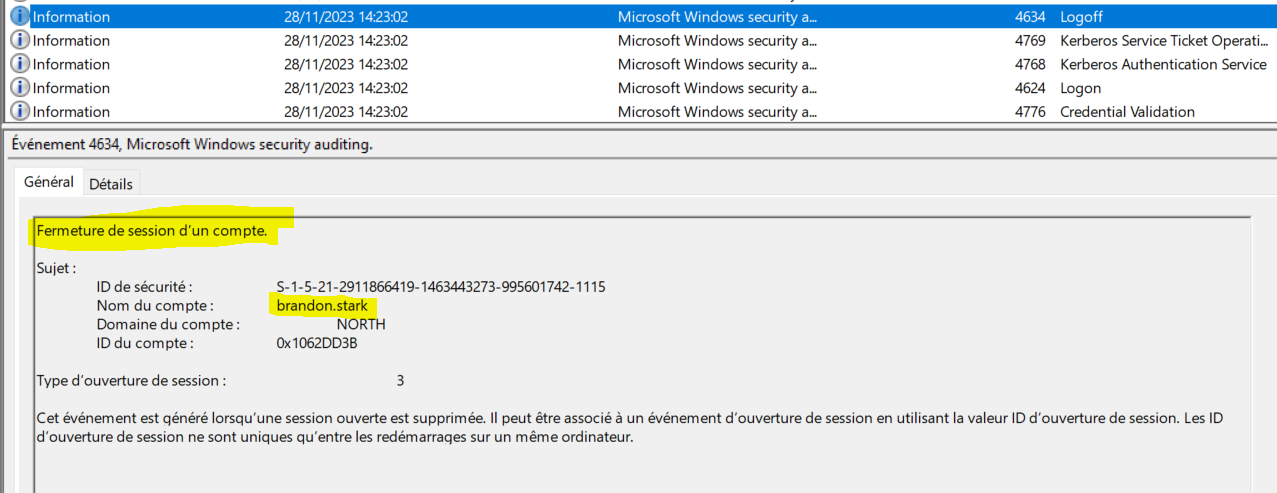 Information 28/11/2023 14:23:02 Microsoft Windows security a... 4634 Logoff
Information 28/11/2023 14:23:02 Microsoft Windows security a... 4769 Kerberos Service Ticket Operati...
Information 28/11/2023 14:23:02 Microsoft Windows security a... 4768 Kerberos Authentication Service
Information 28/11/2023 14:23:02 Microsoft Windows security a... 4624 Logon
Information 28/11/2023 14:23:02 Microsoft Windows security a... 4776 Credential Validation
Événement 4634, Microsoft Windows security auditing.
Général Détails
Fermeture de session d'un compte.
Sujet :
ID de sécurité : S-1-5-21-2911866419-1463443273-995601742-1115
Nom du compte : brandon.stark
Domaine du compte : NORTH
ID du compte : 0x1062DD3B
Type d'ouverture de session : 3
Cet événement est généré lorsqu'une session ouverte est supprimée. Il peut être associé à un événement d'ouverture de session en utilisant la valeur ID d'ouverture de session. Les ID
d'ouverture de session ne sont uniques qu'entre les redémarrages sur un même ordinateur.